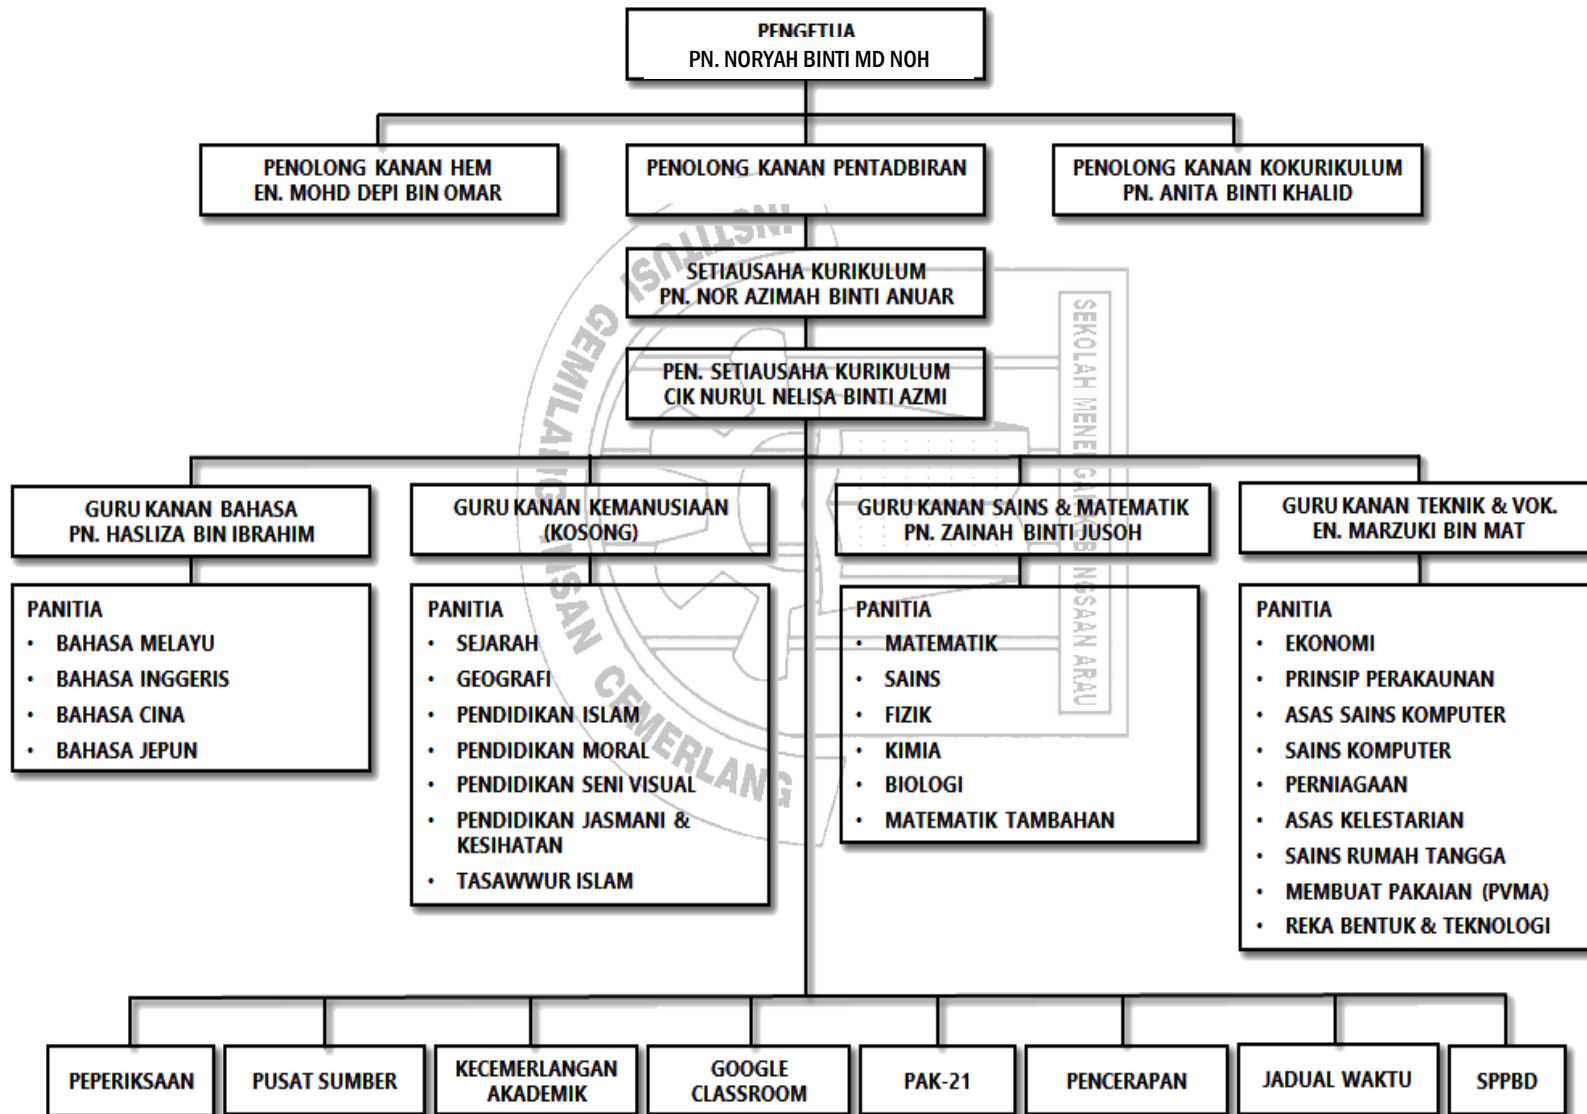 PENGETUA
PN. NORYAH BINTI MD NOH
PENOLONG KANAN HEM
EN. MOHD DEPI BIN OMAR
PENOLONG KANAN PENTADBIRAN
PENOLONG KANAN KOKURIKULUM
PN. ANITA BINTI KHALID
SETIAUSAHA KURIKULUM
PN. NOR AZIMAH BINTI ANUAR
PEN. SETIAUSAHA KURIKULUM
CIK NURUL NELISA BINTI AZMI
GURU KANAN BAHASA
PN. HASLIZA BIN IBRAHIM
GURU KANAN KEMANUSIAAN
(KOSONG)
GURU KANAN SAINS & MATEMATIK
PN. ZAINAH BINTI JUSOH
GURU KANAN TEKNIK & VOK.
EN. MARZUKI BIN MAT
PANITIA
• BAHASA MELAYU
• BAHASA INGGERIS
• BAHASA CINA
• BAHASA JEPUN
PANITIA
• SEJARAH
• GEOGRAFI
• PENDIDIKAN ISLAM
• PENDIDIKAN MORAL
• PENDIDIKAN SENI VISUAL
• PENDIDIKAN JASMANI &
KESIHATAN
• TASAWWUR ISLAM
PANITIA
• MATEMATIK
• SAINS
• FIZIK
• KIMIA
• BIOLOGI
• MATEMATIK TAMBAHAN
PANITIA
• EKONOMI
• PRINSIP PERAKAUNAN
• ASAS SAINS KOMPUTER
• SAINS KOMPUTER
• PERNIAGAAN
• ASAS KELESTARIAN
• SAINS RUMAH TANGGA
• MEMBUAT PAKAIAN (PVMA)
• REKA BENTUK & TEKNOLOGI
PEPERIKSAAN
PUSAT SUMBER
KECEMERLANGAN
AKADEMIK
GOOGLE
CLASSROOM
PAK-21
PENCERAPAN
JADUAL WAKTU
SPPBD
INSTITUSI GEMILANG INSAN CEMERLANG
SEKOLAH ARAU